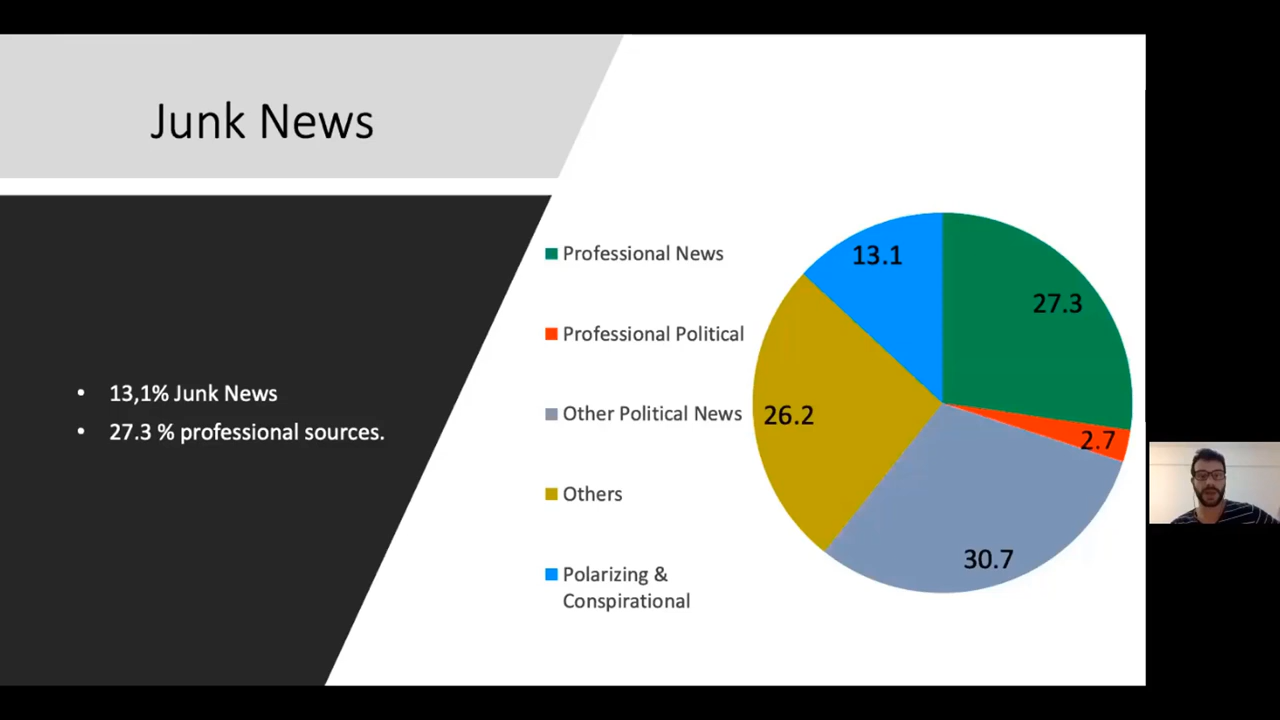 Junk News
• 13,1% Junk News
• 27.3 % professional sources.
Professional News
Professional Political
Other Political News
Others
Polarizing &
Conspirational
13.1
27.3
26.2
2.7
30.7